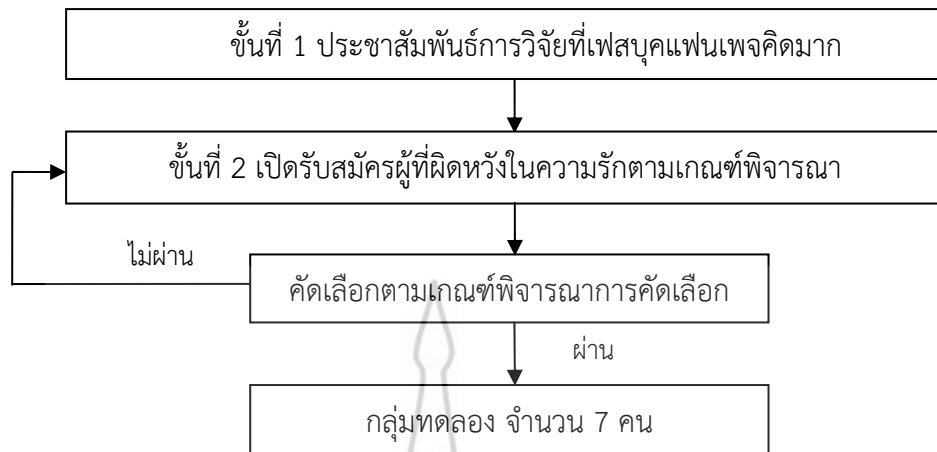 ขั้นที่ 1 ประชาสัมพันธ์การวิจัยที่เฟสบุคแฟนเพจคิดมาก
ขั้นที่ 2 เปิดรับสมัครผู้ที่ผิดหวังในความรักตามเกณฑ์พิจารณา
ไม่ผ่าน
คัดเลือกตามเกณฑ์พิจารณาการคัดเลือก
ผ่าน
กลุ่มทดลอง จำนวน 7 คน